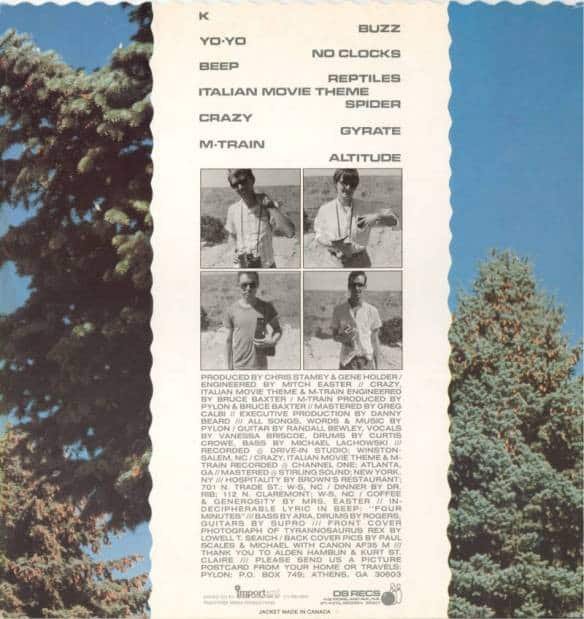 K
BUZZ
YO-YO
NO CLOCKS
BEEP
REPTILES
ITALIAN MOVIE THEME
SPIDER
CRAZY
GYRATE
M-TRAIN
ALTITUDE
PRODUCED BY CHRIS STAMEY & GENE HOLDER /
ENGINEERED BY MITCH EASTER // CRAZY,
ITALIAN MOVIE THEME & M-TRAIN ENGINEERED
BY BRUCE BAXTER / M-TRAIN PRODUCED BY
PYLON & BRUCE BAXTER // MASTERED BY GREG
CALBI // EXECUTIVE PRODUCTION BY DANNY
BEARD /// ALL SONGS, WORDS & MUSIC BY
PYLON / GUITAR BY RANDALL BEWLEY, VOCALS
BY VANESSA BRISCOE, DRUMS BY CURTIS
CROWE, BASS BY MICHAEL LACHOWSKI ///
RECORDED @ DRIVE-IN STUDIO; WINSTON-
SALEM, NC / CRAZY, ITALIAN MOVIE THEME & M-
TRAIN RECORDED @ CHANNEL ONE; ATLANTA,
GA // MASTERED @ STIRLING SOUND; NEW YORK,
NY /// HOSPITALITY BY BROWN'S RESTAURANT;
701 N. TRADE ST.; W-S, NC / DINNER BY DR.
RIB; 112 N. CLAREMONT; W-S, NC / COFFEE
& GENEROSITY BY MRS. EASTER // IN-
DECIPHERABLE LYRIC IN BEEP: "FOUR
MINUTES" // BASS BY ARIA, DRUMS BY ROGERS,
GUITARS BY SUPRO /// FRONT COVER
PHOTOGRAPH OF TYRANNOSAURUS REX BY
LOWELL T. SEAICH / BACK COVER PICS BY PAUL
SCALES & MICHAEL WITH CANON AF35 M ///
THANK YOU TO ALDEN HAMBLIN & KURT ST.
CLAIRE /// PLEASE SEND US A PICTURE
POSTCARD FROM YOUR HOME OR TRAVELS:
PYLON; P.O. BOX 749; ATHENS, GA 30603
import
DB RECS
JACKET MADE IN CANADA